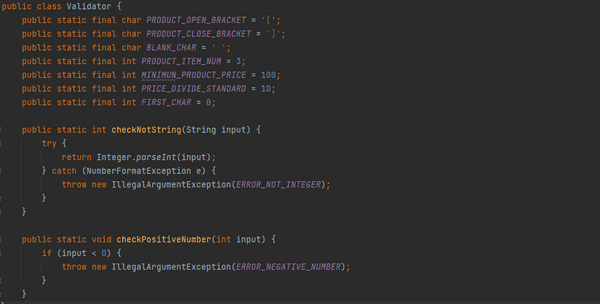 public class Validator {
public static final char PRODUCT_OPEN_BRACKET = '[';
public static final char PRODUCT_CLOSE_BRACKET = ']';
public static final char BLANK_CHAR = ' ';
public static final int PRODUCT_ITEM_NUM = 3;
public static final int MINIMUN_PRODUCT_PRICE = 100;
public static final int PRICE_DIVIDE_STANDARD = 10;
public static final int FIRST_CHAR = 0;
public static int checkNotString(String input) {
try {
return Integer.parseInt(input);
} catch (NumberFormatException e) {
throw new IllegalArgumentException(ERROR_NOT_INTEGER);
}
}
public static void checkPositiveNumber(int input) {
if (input < 0) {
throw new IllegalArgumentException(ERROR_NEGATIVE_NUMBER);
}
}